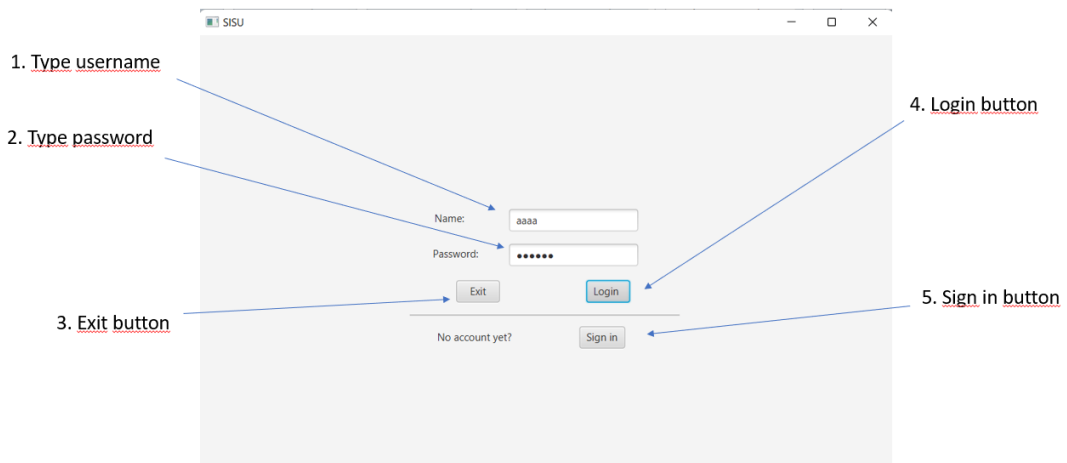 SISU
1. Type username
4. Login button
2. Type password
Name:
aaaa
Password:
••••••
Exit
Login
5. Sign in button
3. Exit button
No account yet?
Sign in